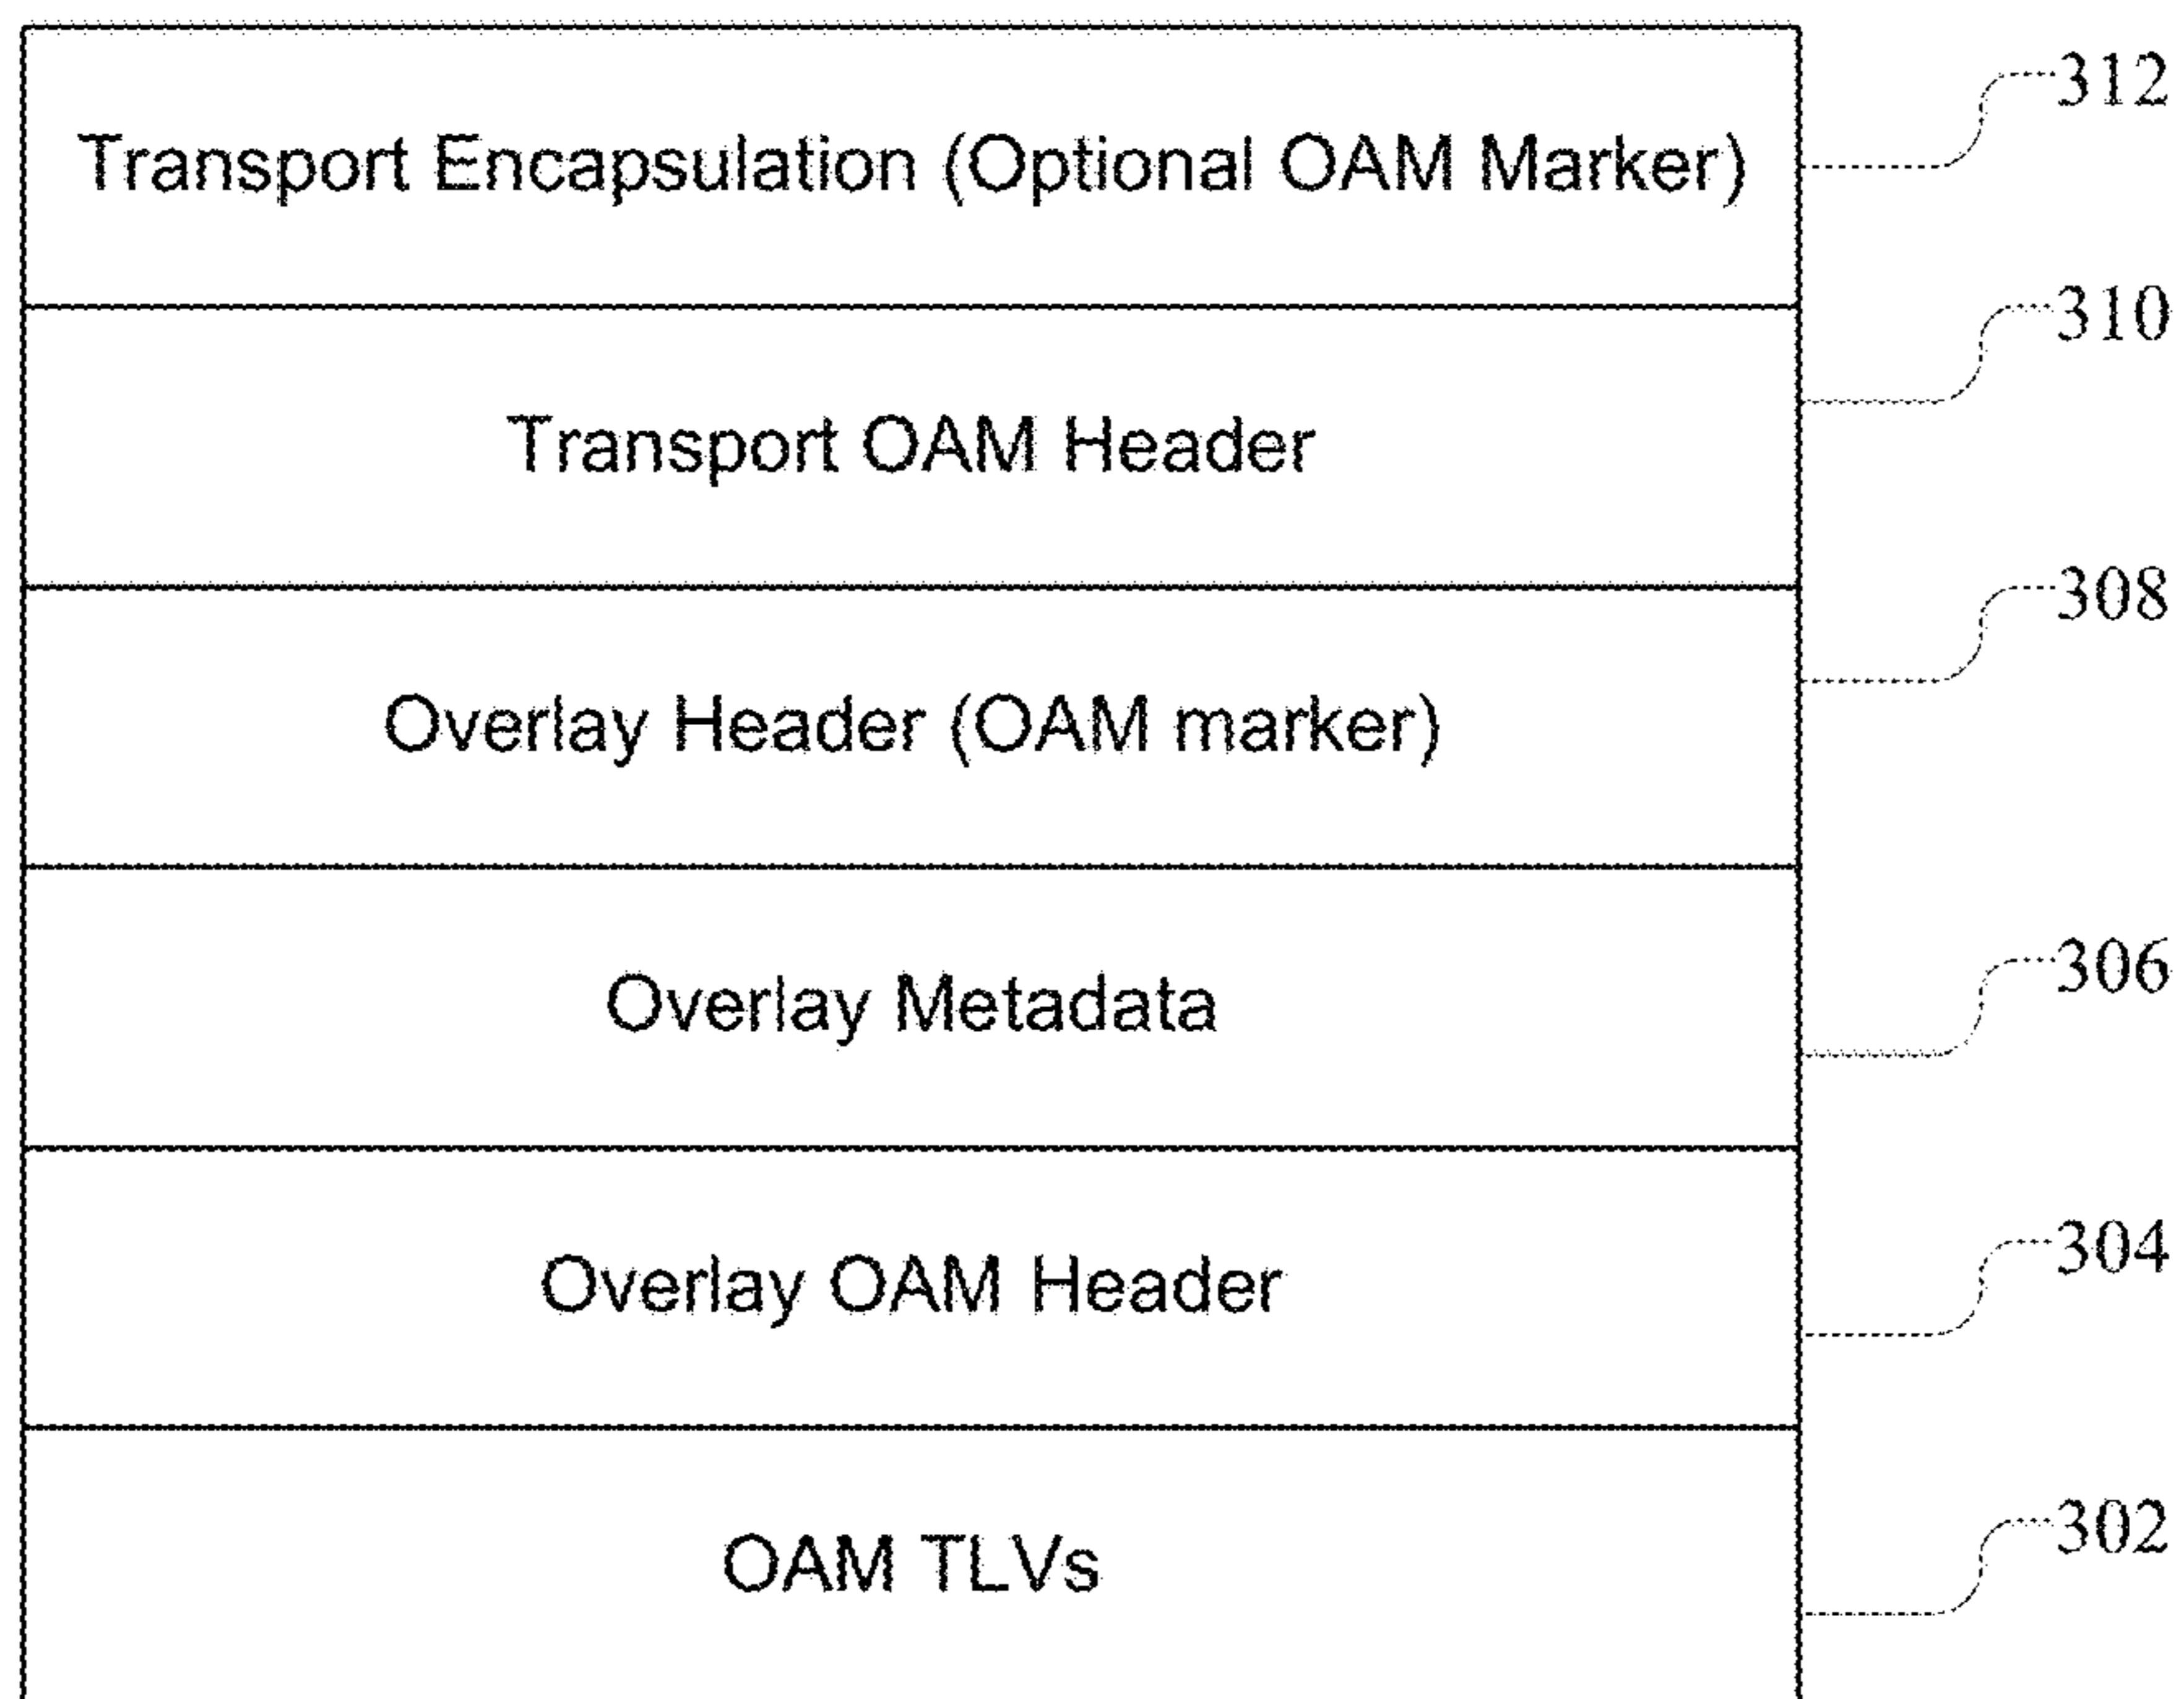 Transport Encapsulation (Optional OAM Marker)
312
Transport OAM Header
310
Overlay Header (OAM marker)
308
Overlay Metadata
306
Overlay OAM Header
304
OAM TLVs
302